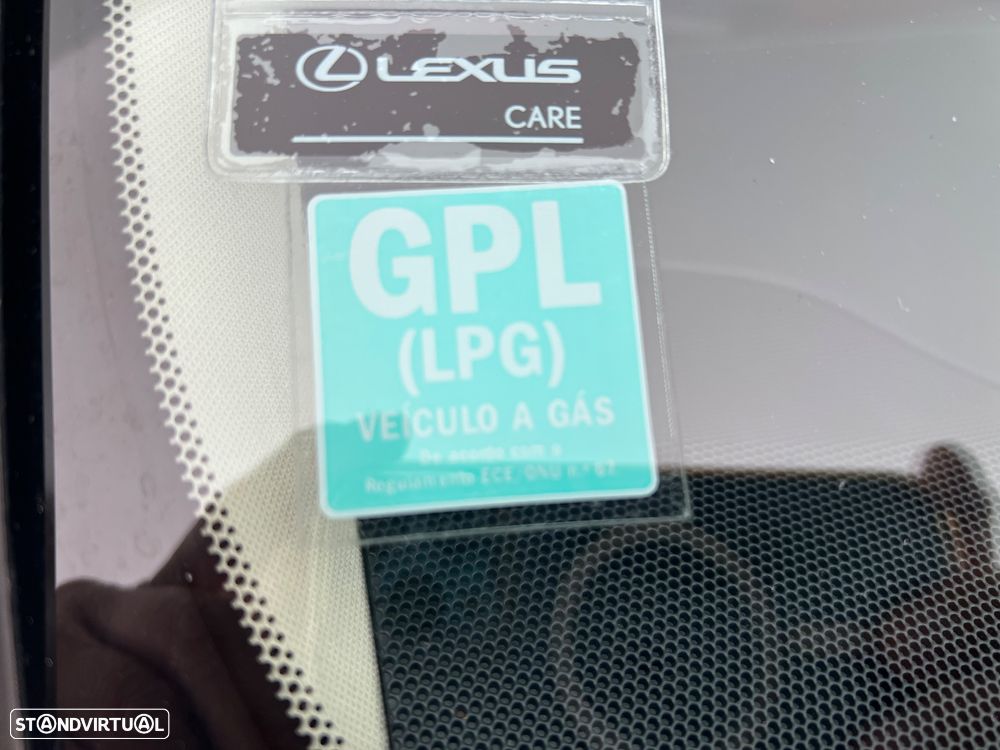 LEXUS
CARE
GPL
(LPG)
VEÍCULO A GÁS
De acordo com o
Regulamento ECE, ONU n.º 67
STANDVIRTUAL